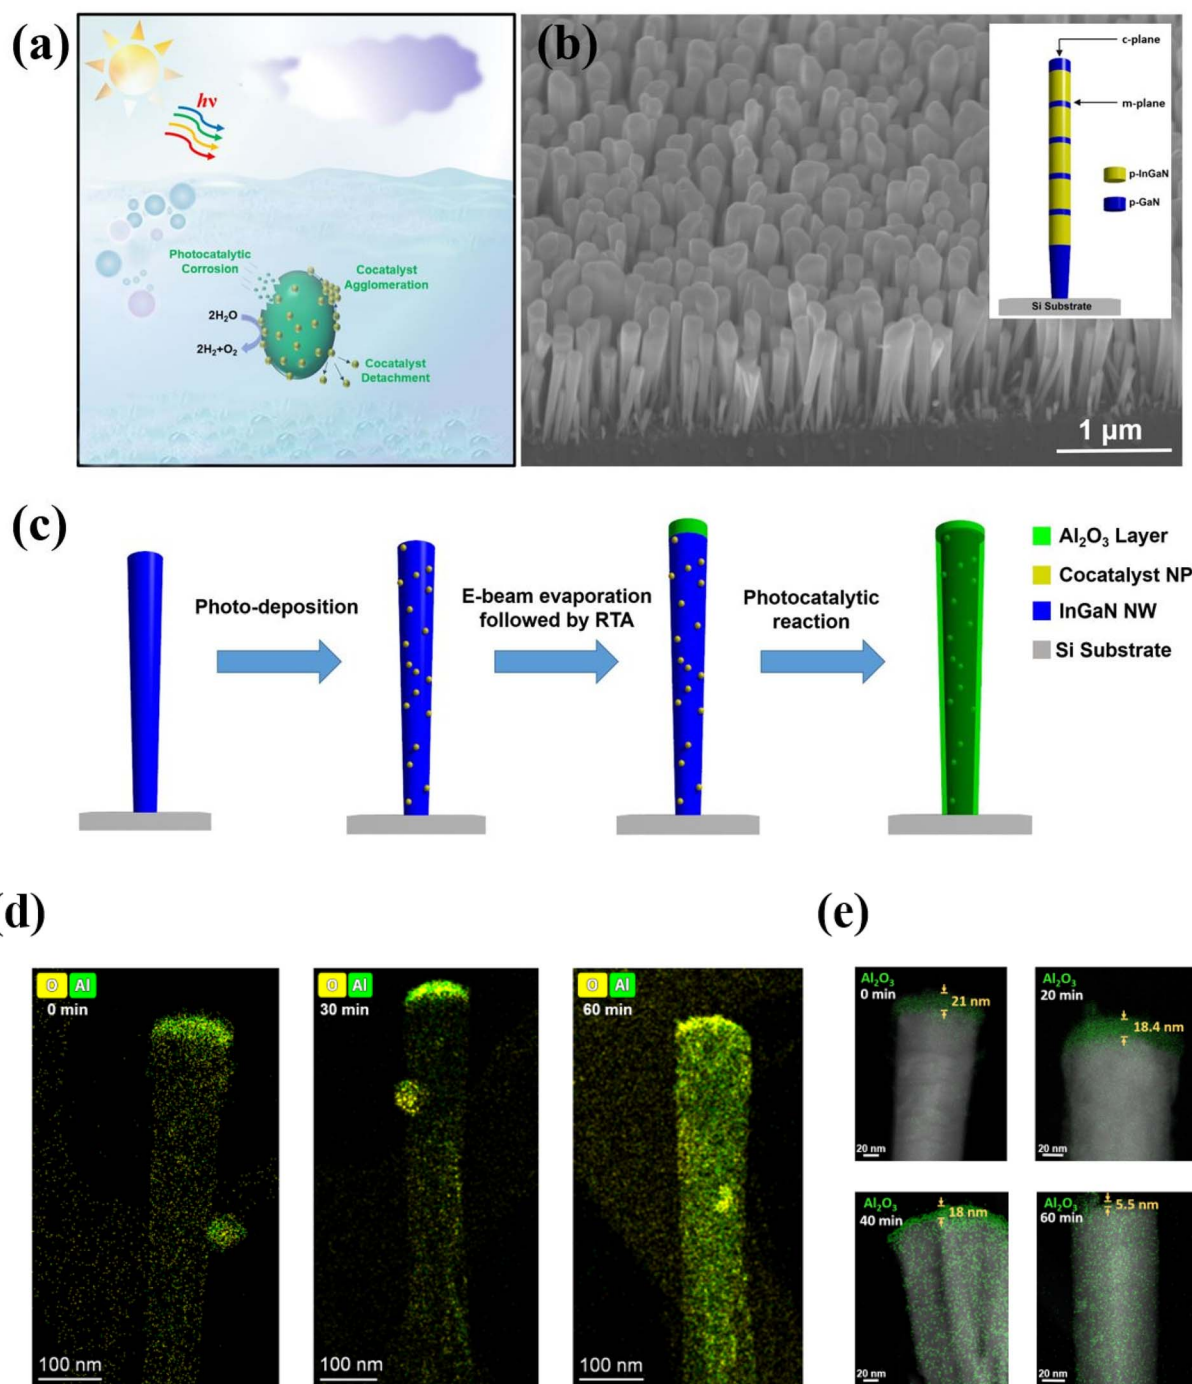 (a)
hν
Photocatalytic
Corrosion
Cocatalyst
Agglomeration
2H₂O
2H₂+O₂
Cocatalyst
Detachment
(b)
c-plane
m-plane
p-InGaN
p-GaN
Si Substrate
1 µm
(c)
Photo-deposition
E-beam evaporation
followed by RTA
Photocatalytic
reaction
Al₂O₃ Layer
Cocatalyst NP
InGaN NW
Si Substrate
(d)
O Al
0 min
100 nm
O Al
30 min
100 nm
O Al
60 min
100 nm
(e)
Al₂O₃
0 min
21 nm
20 nm
Al₂O₃
20 min
18.4 nm
20 nm
Al₂O₃
40 min
18 nm
20 nm
Al₂O₃
60 min
5.5 nm
20 nm